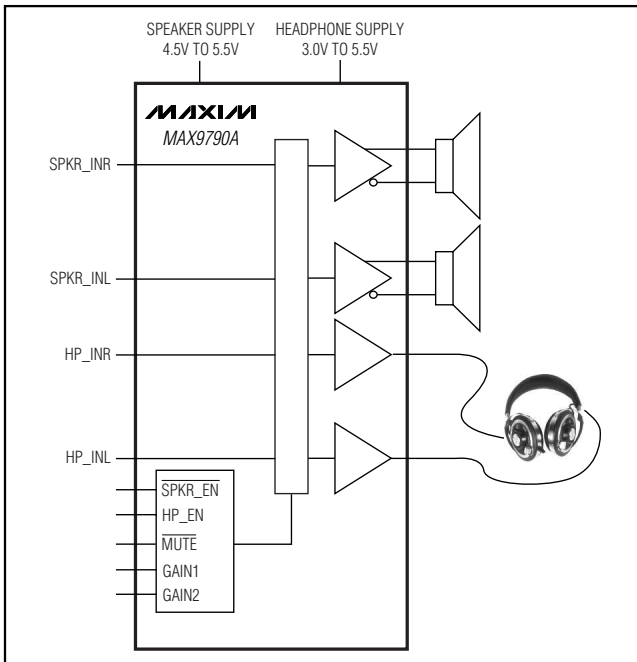 SPEAKER SUPPLY
4.5V TO 5.5V
HEADPHONE SUPPLY
3.0V TO 5.5V
MAXIM
MAX9790A
SPKR_INR
SPKR_INL
HP_INR
HP_INL
SPKR_EN
HP_EN
MUTE
GAIN1
GAIN2